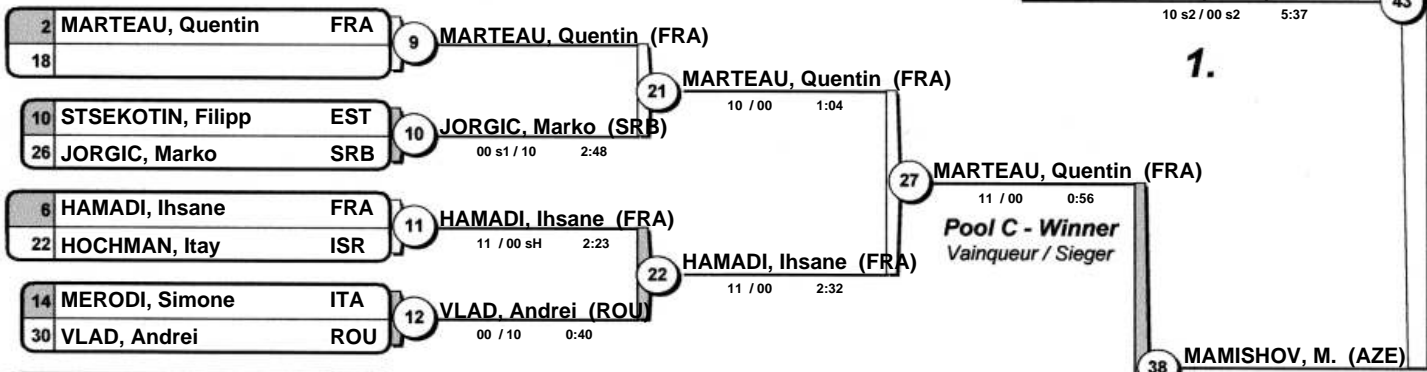 2 MARTEAU, Quentin FRA
18
9
MARTEAU, Quentin (FRA)
10 STSEKOTIN, Filipp EST
26 JORGIC, Marko SRB
10
JORGIC, Marko (SRB)
00 s1 / 10 2:48
6 HAMADI, Ihsane FRA
22 HOCHMAN, Itay ISR
11
HAMADI, Ihsane (FRA)
11 / 00 sH 2:23
14 MERODI, Simone ITA
30 VLAD, Andrei ROU
12
VLAD, Andrei (ROU)
00 / 10 0:40
21
MARTEAU, Quentin (FRA)
10 / 00 1:04
22
HAMADI, Ihsane (FRA)
11 / 00 2:32
27
MARTEAU, Quentin (FRA)
11 / 00 0:56
Pool C - Winner
Vainqueur / Sieger
38
MAMISHOV, M. (AZE)
10 s2 / 00 s2 5:37
43
1.